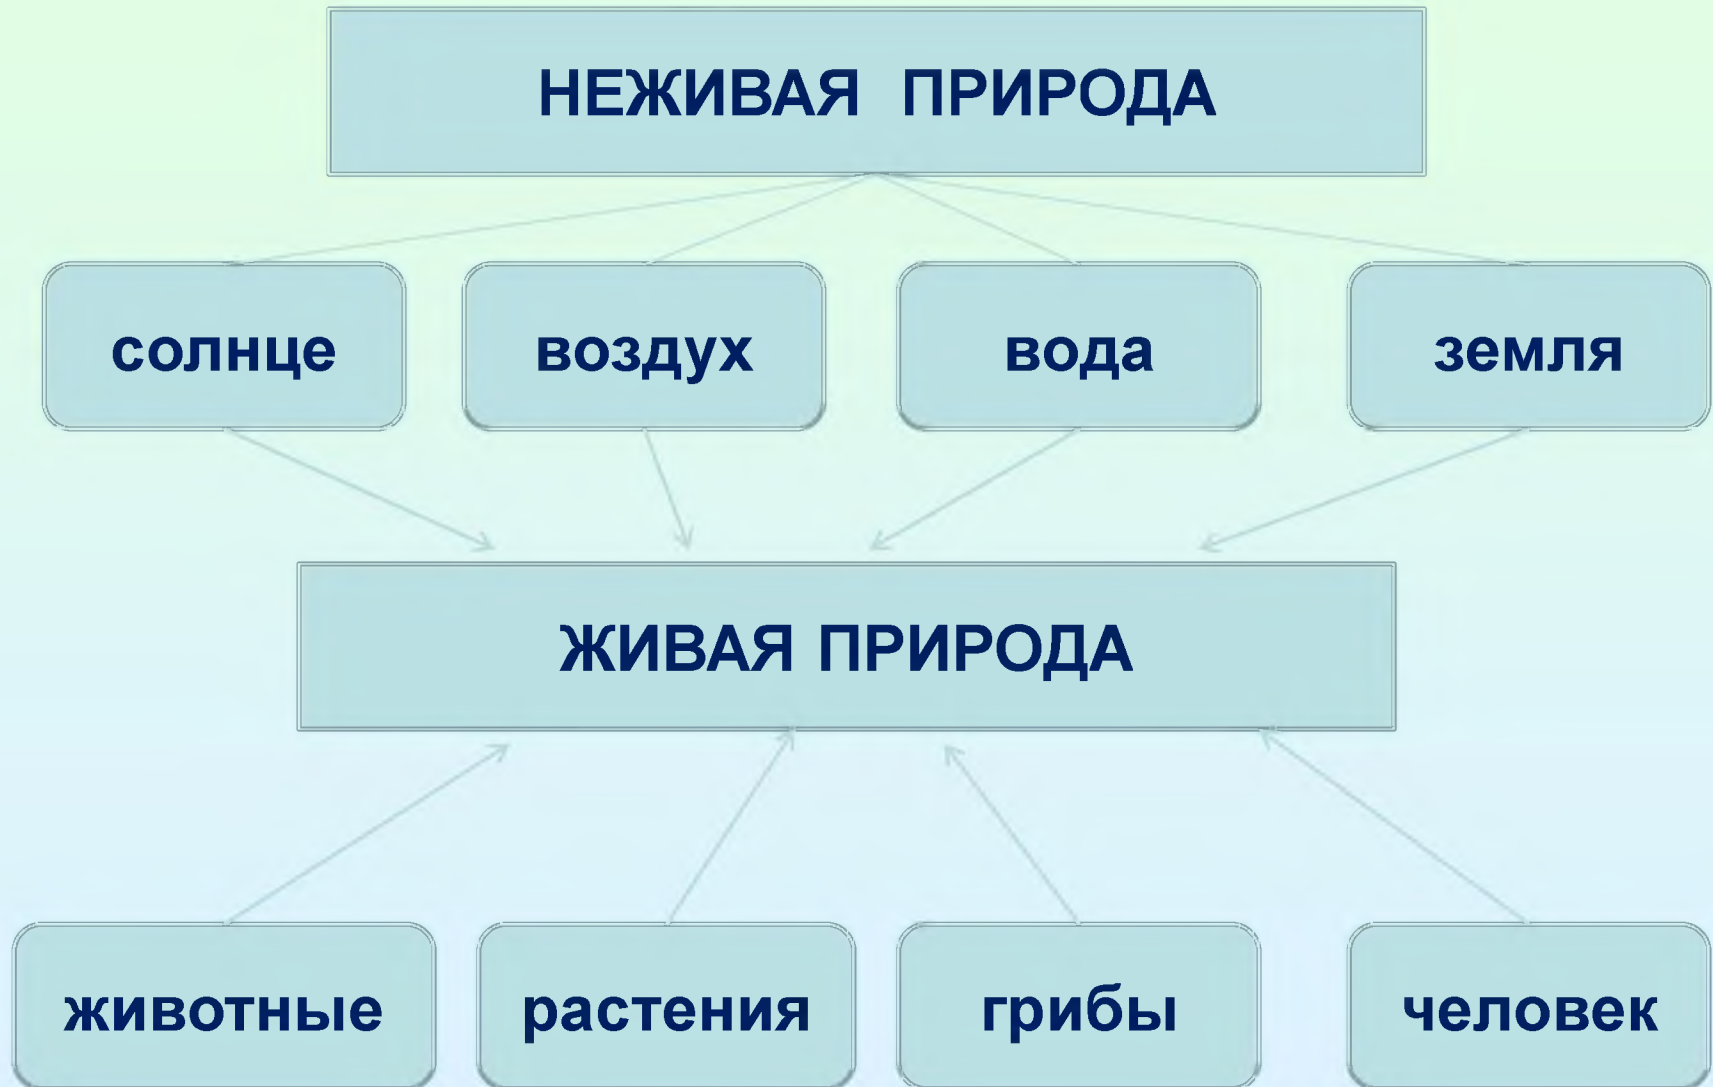 НЕЖИВАЯ ПРИРОДА
солнце
воздух
вода
земля
ЖИВАЯ ПРИРОДА
животные
растения
грибы
человек